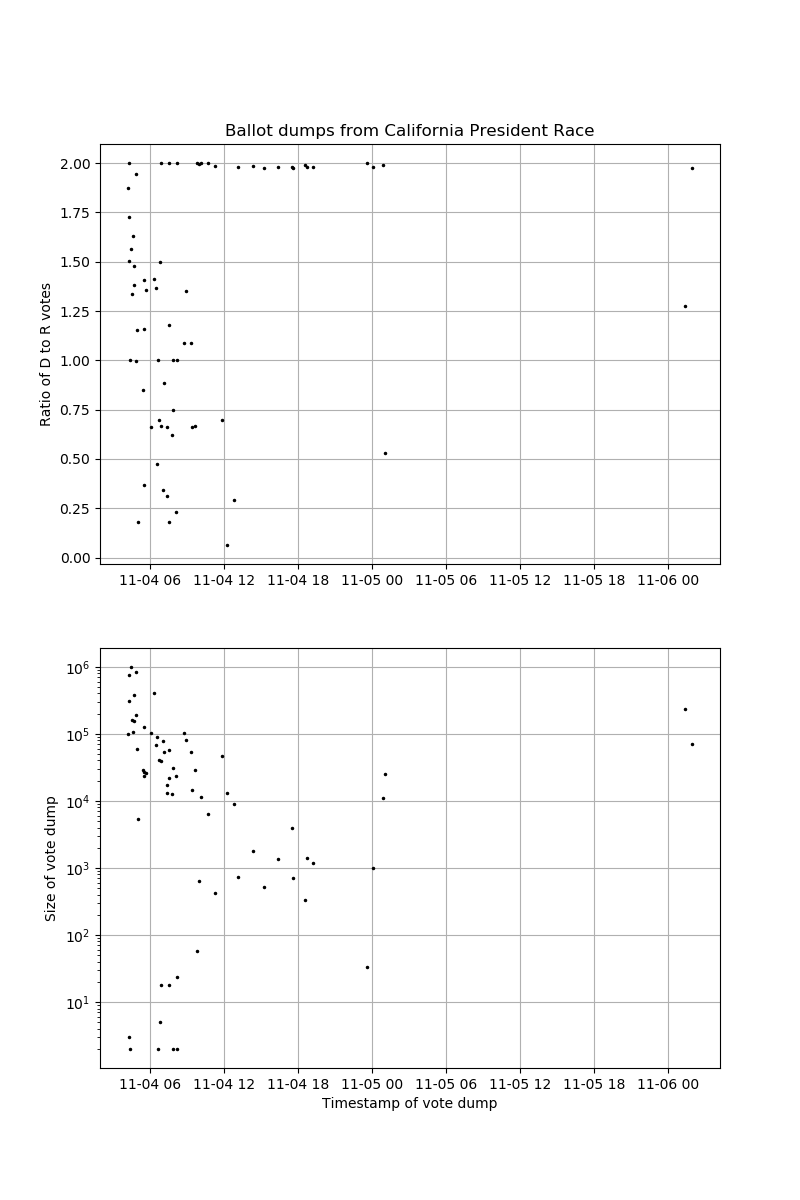 Ballot dumps from California President Race
Ratio of D to R votes
2.00
1.75
1.50
1.25
1.00
0.75
0.50
0.25
0.00
11-04 06 11-04 12 11-04 18 11-05 00 11-05 06 11-05 12 11-05 18 11-06 00
Size of vote dump
10⁶
10⁵
10⁴
10³
10²
10¹
11-04 06 11-04 12 11-04 18 11-05 00 11-05 06 11-05 12 11-05 18 11-06 00
Timestamp of vote dump